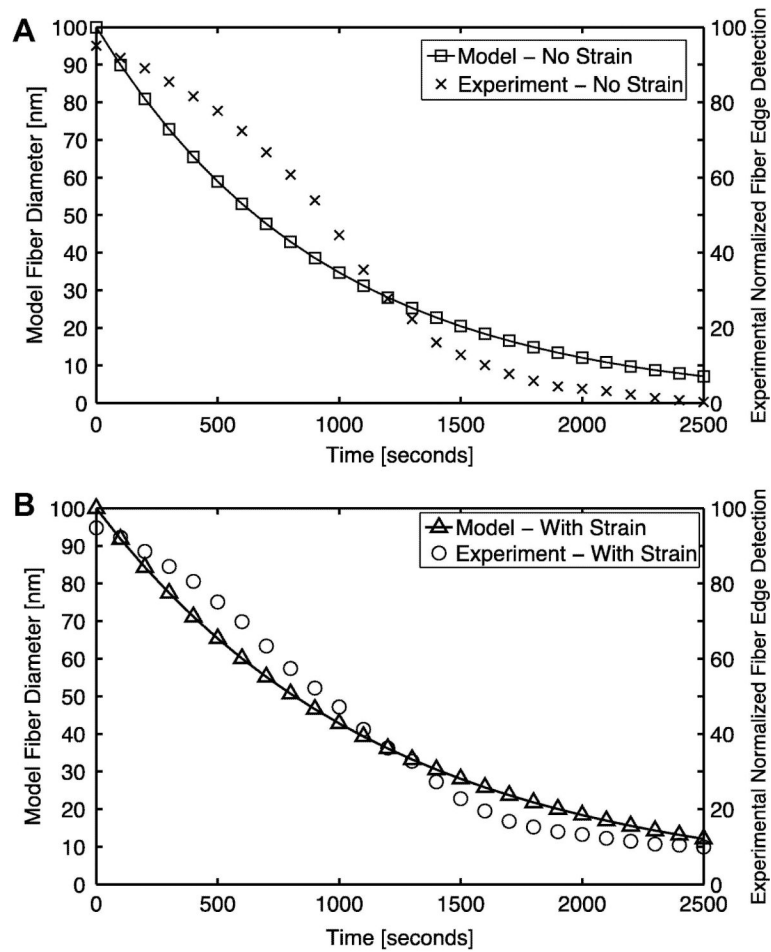 A
Model – No Strain
Experiment – No Strain
Model Fiber Diameter [nm]
100
90
80
70
60
50
40
30
20
10
0
Experimental Normalized Fiber Edge Detection
100
80
60
40
20
0
0 500 1000 1500 2000 2500
Time [seconds]
B
Model – With Strain
Experiment – With Strain
Model Fiber Diameter [nm]
100
90
80
70
60
50
40
30
20
10
0
Experimental Normalized Fiber Edge Detection
100
80
60
40
20
0
0 500 1000 1500 2000 2500
Time [seconds]